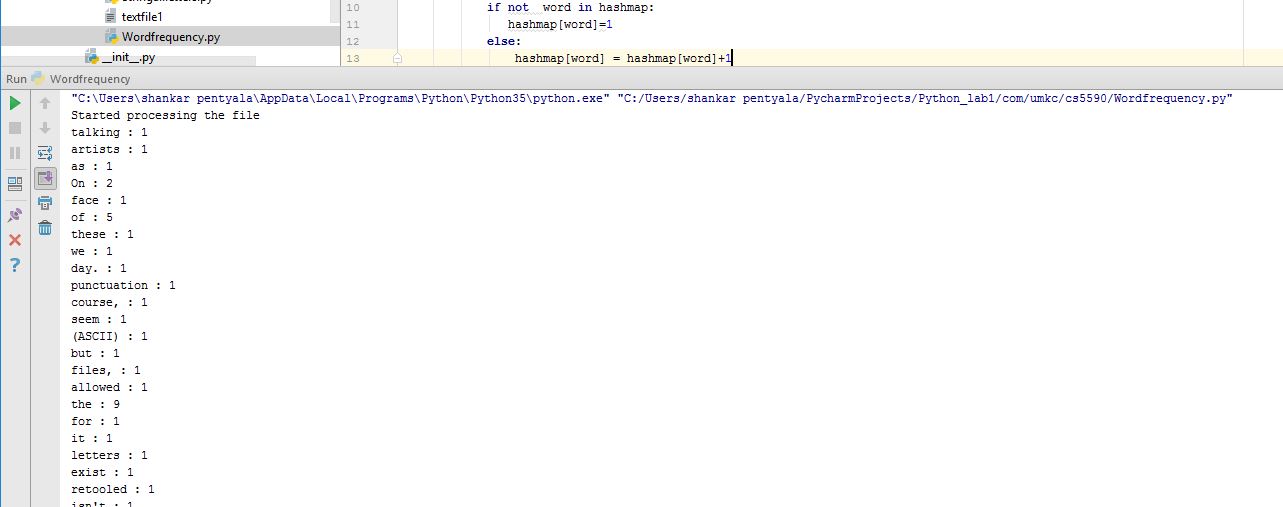 textfile1
Wordfrequency.py
__init__.py
10 if not word in hashmap:
11 hashmap[word]=1
12 else:
13 hashmap[word] = hashmap[word]+1
Run Wordfrequency
"C:\Users\shankar pentyala\AppData\Local\Programs\Python\Python35\python.exe" "C:/Users/shankar pentyala/PycharmProjects/Python_lab1/com/umkc/cs5590/Wordfrequency.py"
Started processing the file
talking : 1
artists : 1
as : 1
On : 2
face : 1
of : 5
these : 1
we : 1
day. : 1
punctuation : 1
course, : 1
seem : 1
(ASCII) : 1
but : 1
files, : 1
allowed : 1
the : 9
for : 1
it : 1
letters : 1
exist : 1
retooled : 1
isn't : 1